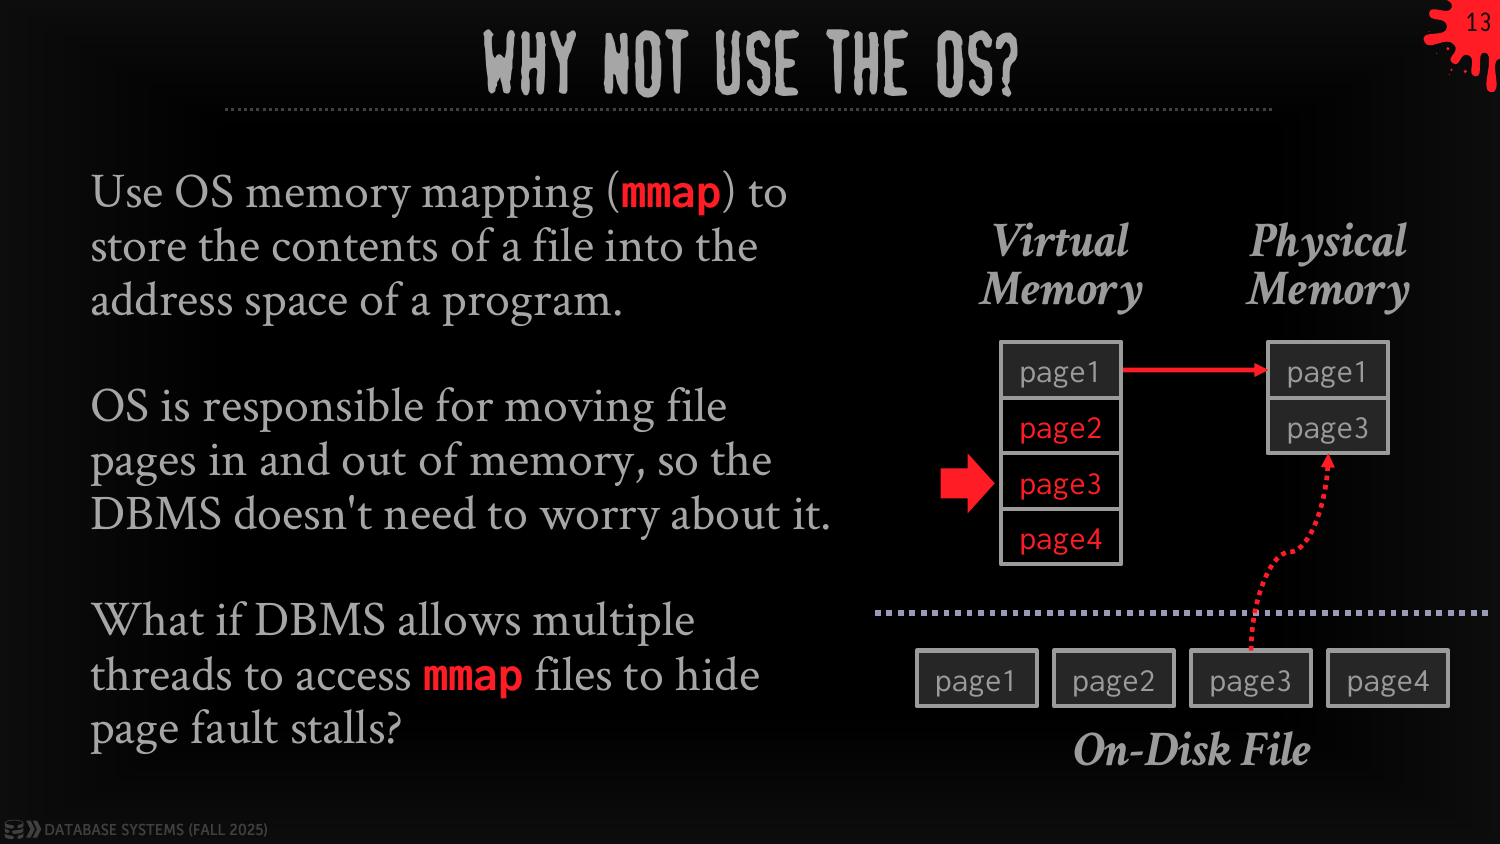 13
WHY NOT USE THE OS?
Use OS memory mapping (mmap) to
store the contents of a file into the
address space of a program.
OS is responsible for moving file
pages in and out of memory, so the
DBMS doesn't need to worry about it.
What if DBMS allows multiple
threads to access mmap files to hide
page fault stalls?
Virtual
Memory
page1
page2
page3
page4
Physical
Memory
page1
page3
page1
page2
page3
page4
On-Disk File
DATABASE SYSTEMS (FALL 2025)